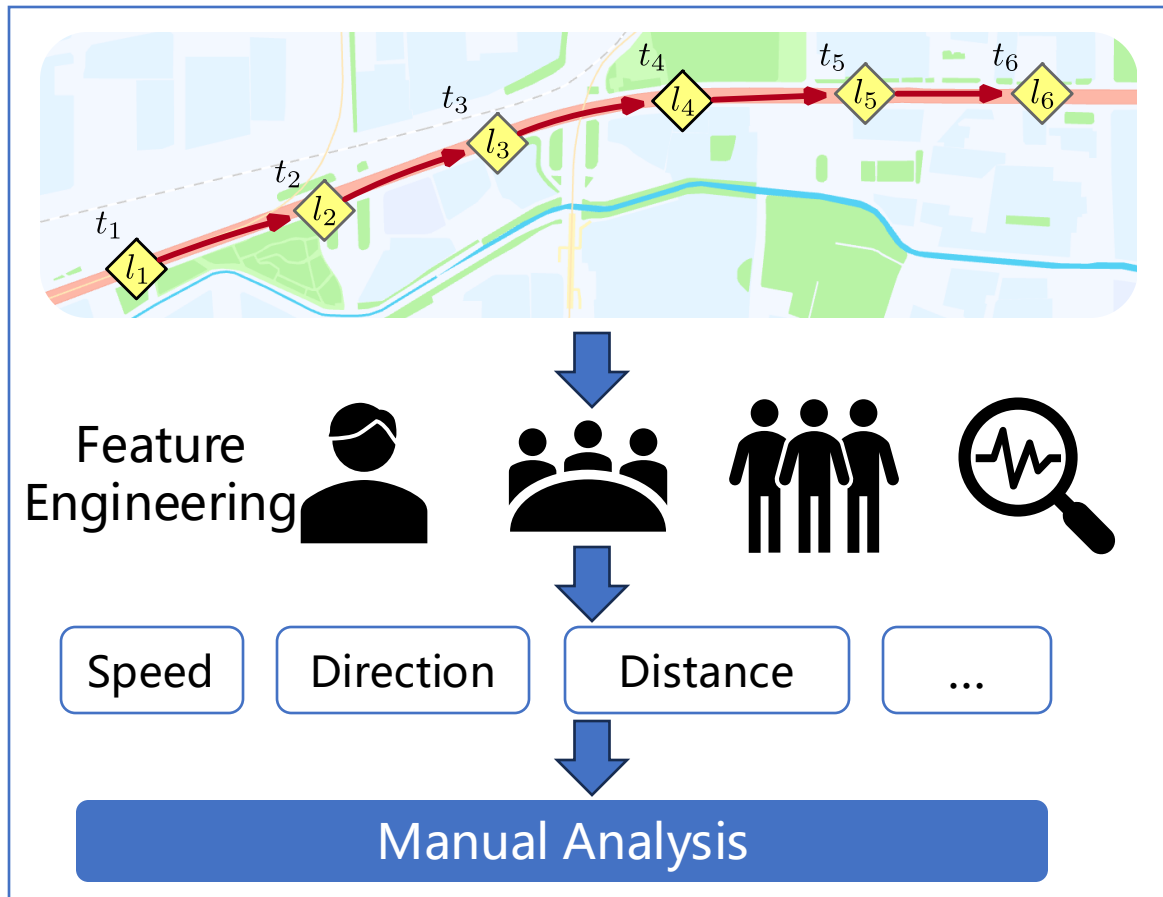 t₁
l₁
t₂
l₂
t₃
l₃
t₄
l₄
t₅
l₅
t₆
l₆
Feature
Engineering
Speed
Direction
Distance
...
Manual Analysis